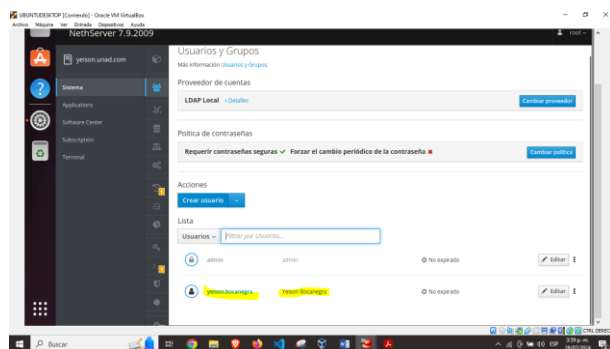 UBUNTUDESKTOP [Corriendo] - Oracle VM VirtualBox
Archivo Máquina Ver Entrada Dispositivos Ayuda
NethServer 7.9.2009
root
yeison.unad.com
Sistema
Applications
Software Center
Subscription
Terminal
Usuarios y Grupos
Más información Usuarios y Grupos.
Proveedor de cuentas
LDAP Local › Detalles
Cambiar proveedor
Política de contraseñas
Requerir contraseñas seguras ✓ Forzar el cambio periódico de la contraseña ✖
Cambiar política
Acciones
Crear usuario
Lista
Usuarios
Filtrar por Usuarios...
admin admin No expirado Editar
yeison.bocanegra Yeison Bocanegra No expirado Editar
CTRL DERECHA
Buscar
ESP
3:59 p. m.